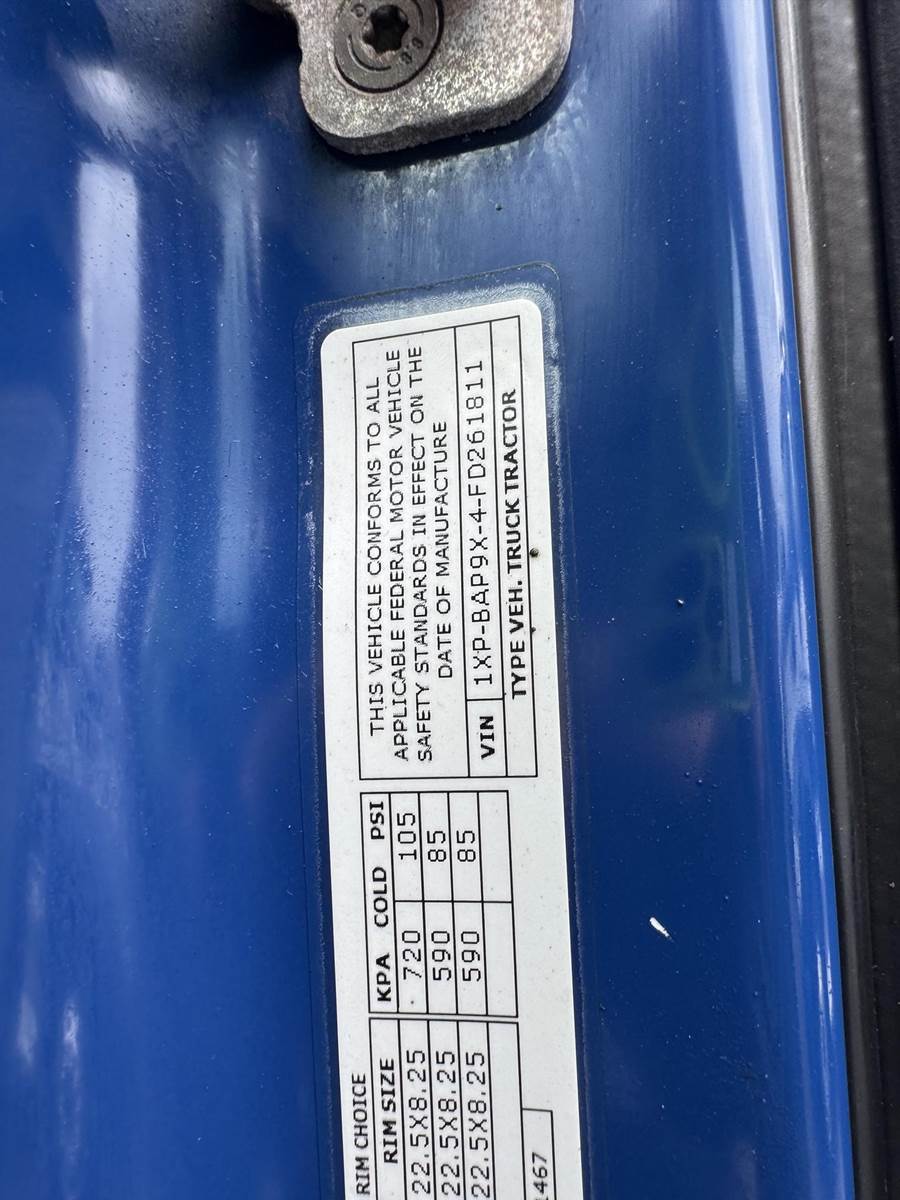 THIS VEHICLE CONFORMS TO ALL
APPLICABLE FEDERAL MOTOR VEHICLE
SAFETY STANDARDS IN EFFECT ON THE
DATE OF MANUFACTURE
VIN 1XP-BAP9X-4-FD261811
TYPE VEH. TRUCK TRACTOR
RIM CHOICE
RIM SIZE KPA COLD PSI
22.5X8.25 720 105
22.5X8.25 590 85
22.5X8.25 590 85
1467